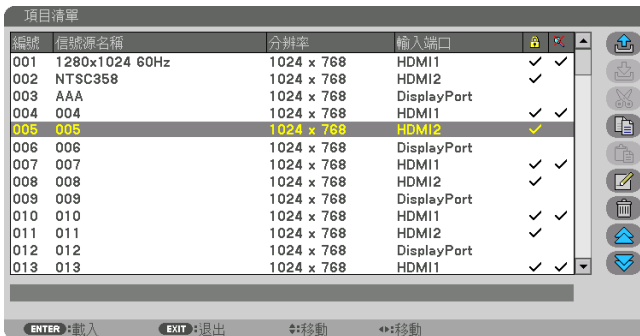 項目清單
編號 信號源名稱 分辨率 輸入端口
001 1280x1024 60Hz 1024 x 768 HDMI1 ✓ ✓
002 NTSC358 1024 x 768 HDMI2 ✓
003 AAA 1024 x 768 DisplayPort
004 004 1024 x 768 HDMI1 ✓ ✓
005 005 1024 x 768 HDMI2 ✓
006 006 1024 x 768 DisplayPort
007 007 1024 x 768 HDMI1 ✓ ✓
008 008 1024 x 768 HDMI2 ✓
009 009 1024 x 768 DisplayPort
010 010 1024 x 768 HDMI1 ✓ ✓
011 011 1024 x 768 HDMI2 ✓
012 012 1024 x 768 DisplayPort
013 013 1024 x 768 HDMI1 ✓ ✓
ENTER :載入 EXIT :退出 :移動 :移動